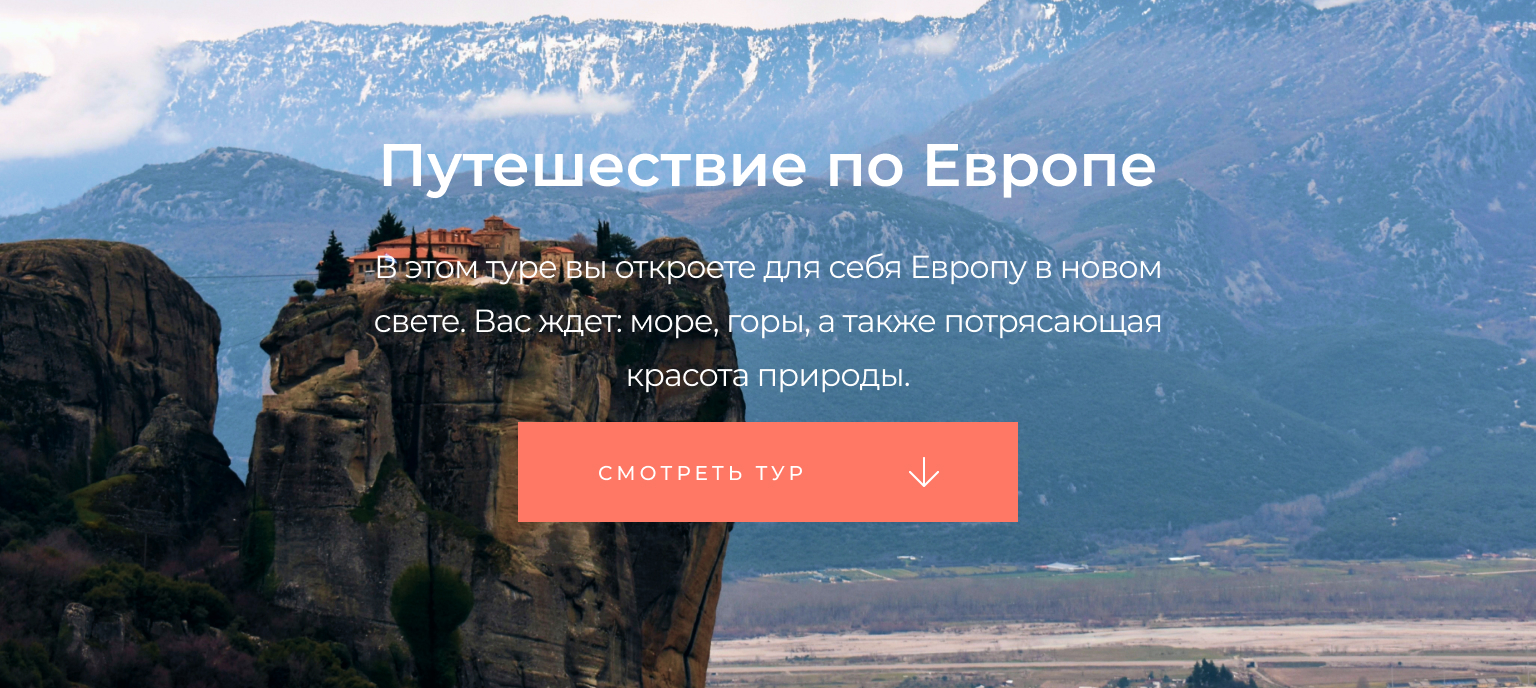 Путешествие по Европе
В этом туре вы откроете для себя Европу в новом
свете. Вас ждет: море, горы, а также потрясающая
красота природы.
СМОТРЕТЬ ТУР